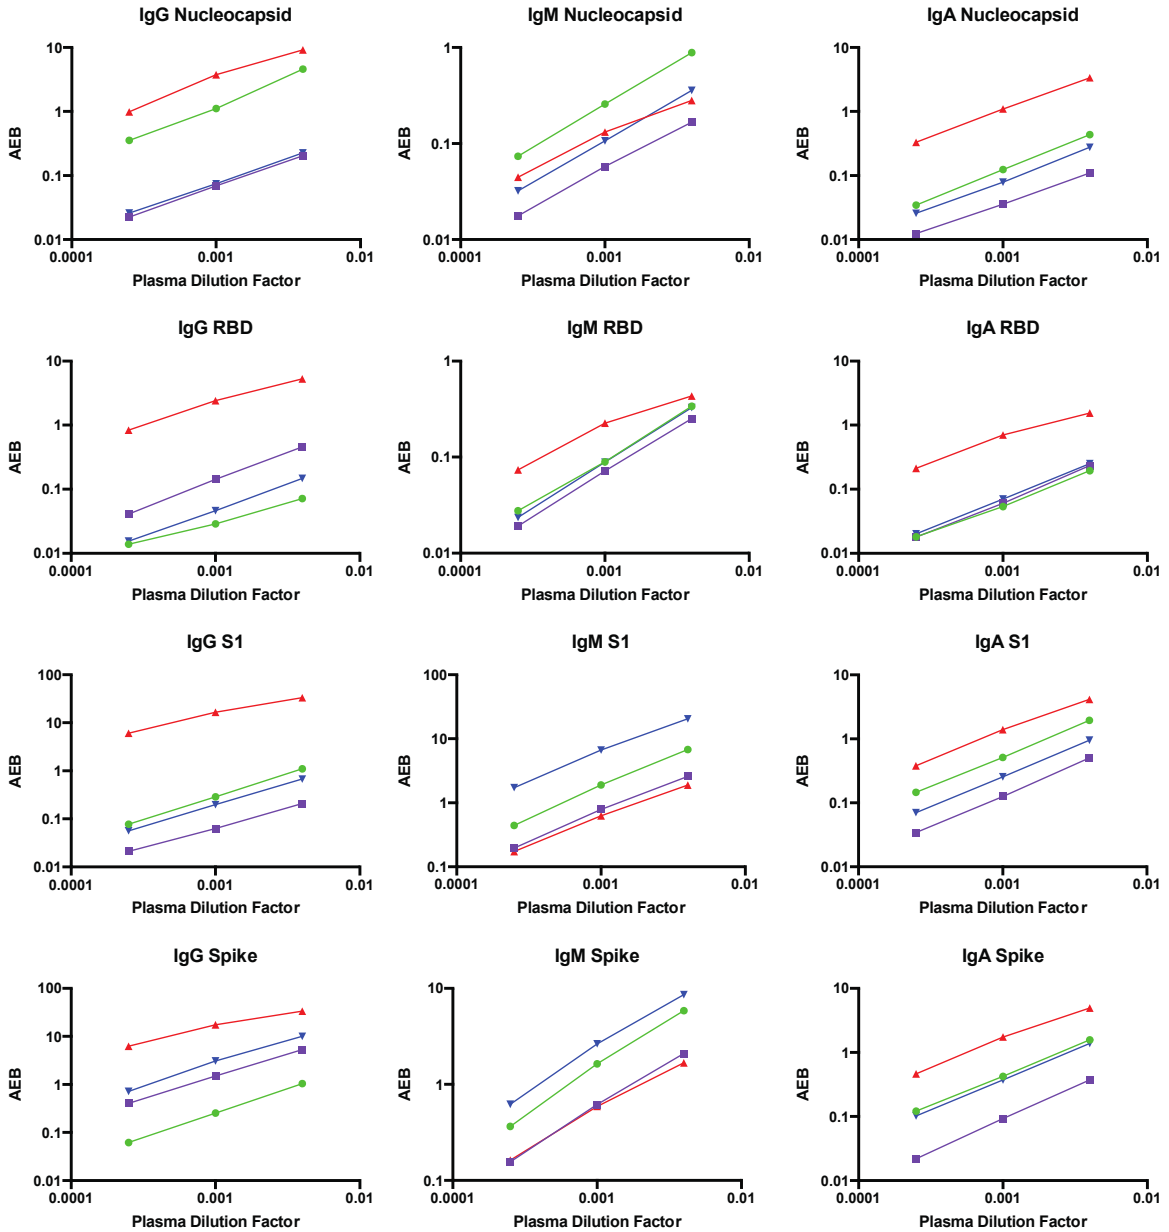 IgG Nucleocapsid
IgM Nucleocapsid
IgA Nucleocapsid
10
1
0.1
0.01
AEB
0.0001
0.001
0.01
Plasma Dilution Factor
1
0.1
0.01
AEB
0.0001
0.001
0.01
Plasma Dilution Factor
10
1
0.1
0.01
AEB
0.0001
0.001
0.01
Plasma Dilution Factor
IgG RBD
IgM RBD
IgA RBD
10
1
0.1
0.01
AEB
0.0001
0.001
0.01
Plasma Dilution Factor
1
0.1
0.01
AEB
0.0001
0.001
0.01
Plasma Dilution Factor
10
1
0.1
0.01
AEB
0.0001
0.001
0.01
Plasma Dilution Factor
IgG S1
IgM S1
IgA S1
100
10
1
0.1
0.01
AEB
0.0001
0.001
0.01
Plasma Dilution Factor
100
10
1
0.1
AEB
0.0001
0.001
0.01
Plasma Dilution Factor
10
1
0.1
0.01
AEB
0.0001
0.001
0.01
Plasma Dilution Factor
IgG Spike
IgM Spike
IgA Spike
100
10
1
0.1
0.01
AEB
0.0001
0.001
0.01
Plasma Dilution Factor
10
1
0.1
AEB
0.0001
0.001
0.01
Plasma Dilution Factor
10
1
0.1
0.01
AEB
0.0001
0.001
0.01
Plasma Dilution Factor